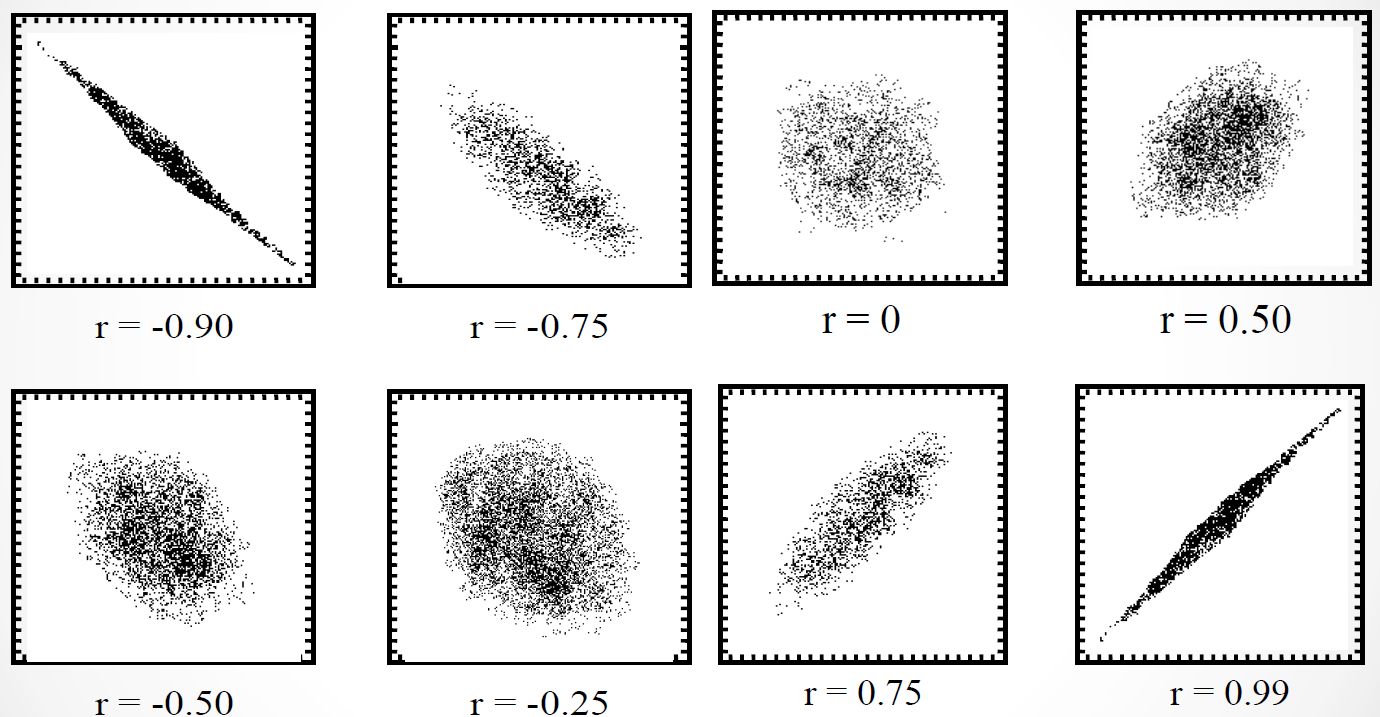 r = -0.90
r = -0.75
r = 0
r = 0.50
r = -0.50
r = -0.25
r = 0.75
r = 0.99